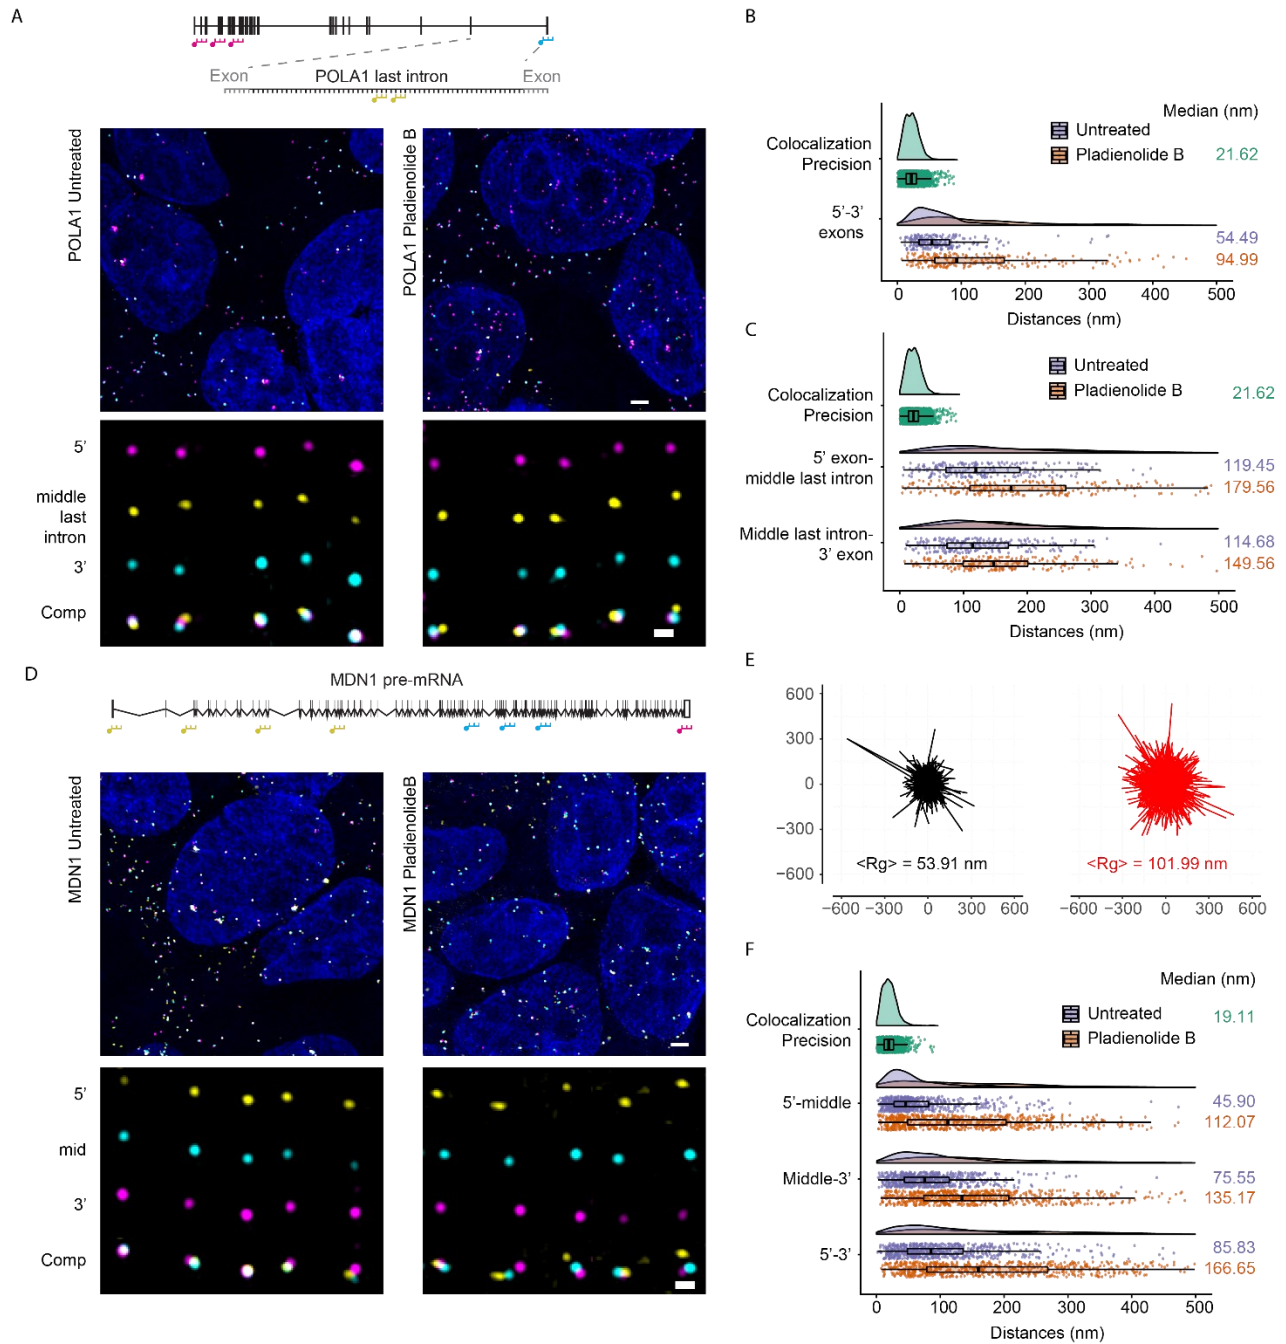 A
Exon
POLA1 last intron
Exon
POLA1 Untreated
POLA1 Pladienolide B
5'
middle
last
intron
3'
Comp
B
Median (nm)
Untreated
Pladienolide B
Colocalization
Precision
21.62
5'-3'
exons
54.49
94.99
0 100 200 300 400 500
Distances (nm)
C
Untreated
Pladienolide B
Colocalization
Precision
21.62
5' exon-
middle last intron
119.45
179.56
Middle last intron-
3' exon
114.68
149.56
0 100 200 300 400 500
Distances (nm)
D
MDN1 pre-mRNA
MDN1 Untreated
MDN1 PladienolideB
5'
mid
3'
Comp
E
600
300
0
−300
−600
<Rg> = 53.91 nm
<Rg> = 101.99 nm
−600 −300 0 300 600
−600 −300 0 300 600
F
Median (nm)
Untreated
Pladienolide B
Colocalization
Precision
19.11
5'-middle
45.90
112.07
Middle-3'
75.55
135.17
5'-3'
85.83
166.65
0 100 200 300 400 500
Distances (nm)